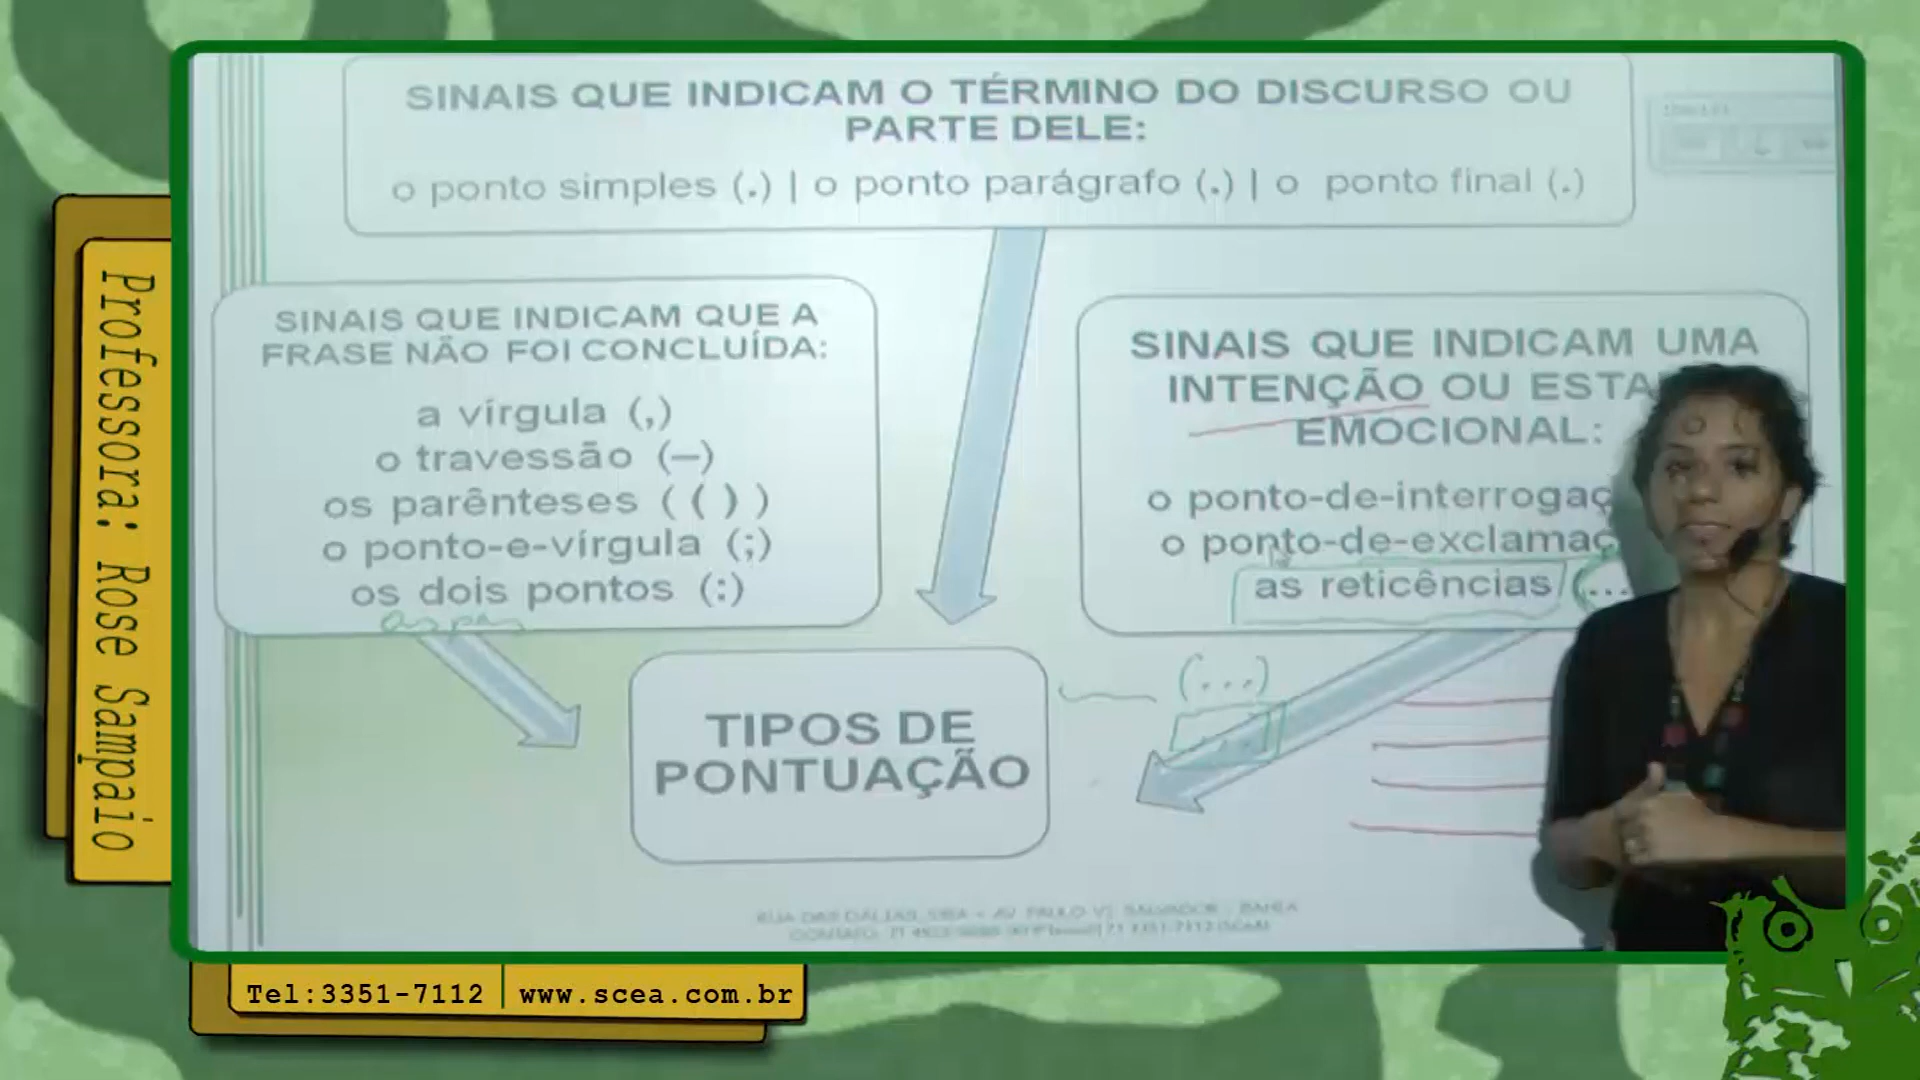 SINAIS QUE INDICAM O TÉRMINO DO DISCURSO OU
PARTE DELE:
o ponto simples (.) | o ponto parágrafo (.) | o ponto final (.)
SINAIS QUE INDICAM QUE A
FRASE NÃO FOI CONCLUÍDA:
a vírgula (,)
o travessão (—)
os parênteses ( ( ) )
o ponto-e-vírgula (;)
os dois pontos (:)
aspas
SINAIS QUE INDICAM UMA
INTENÇÃO OU ESTA
EMOCIONAL:
o ponto-de-interrogaç
o ponto-de-exclamaç
as reticências (...
(...)
TIPOS DE
PONTUAÇÃO
Professora: Rose Sampaio
Tel:3351-7112 | www.scea.com.br